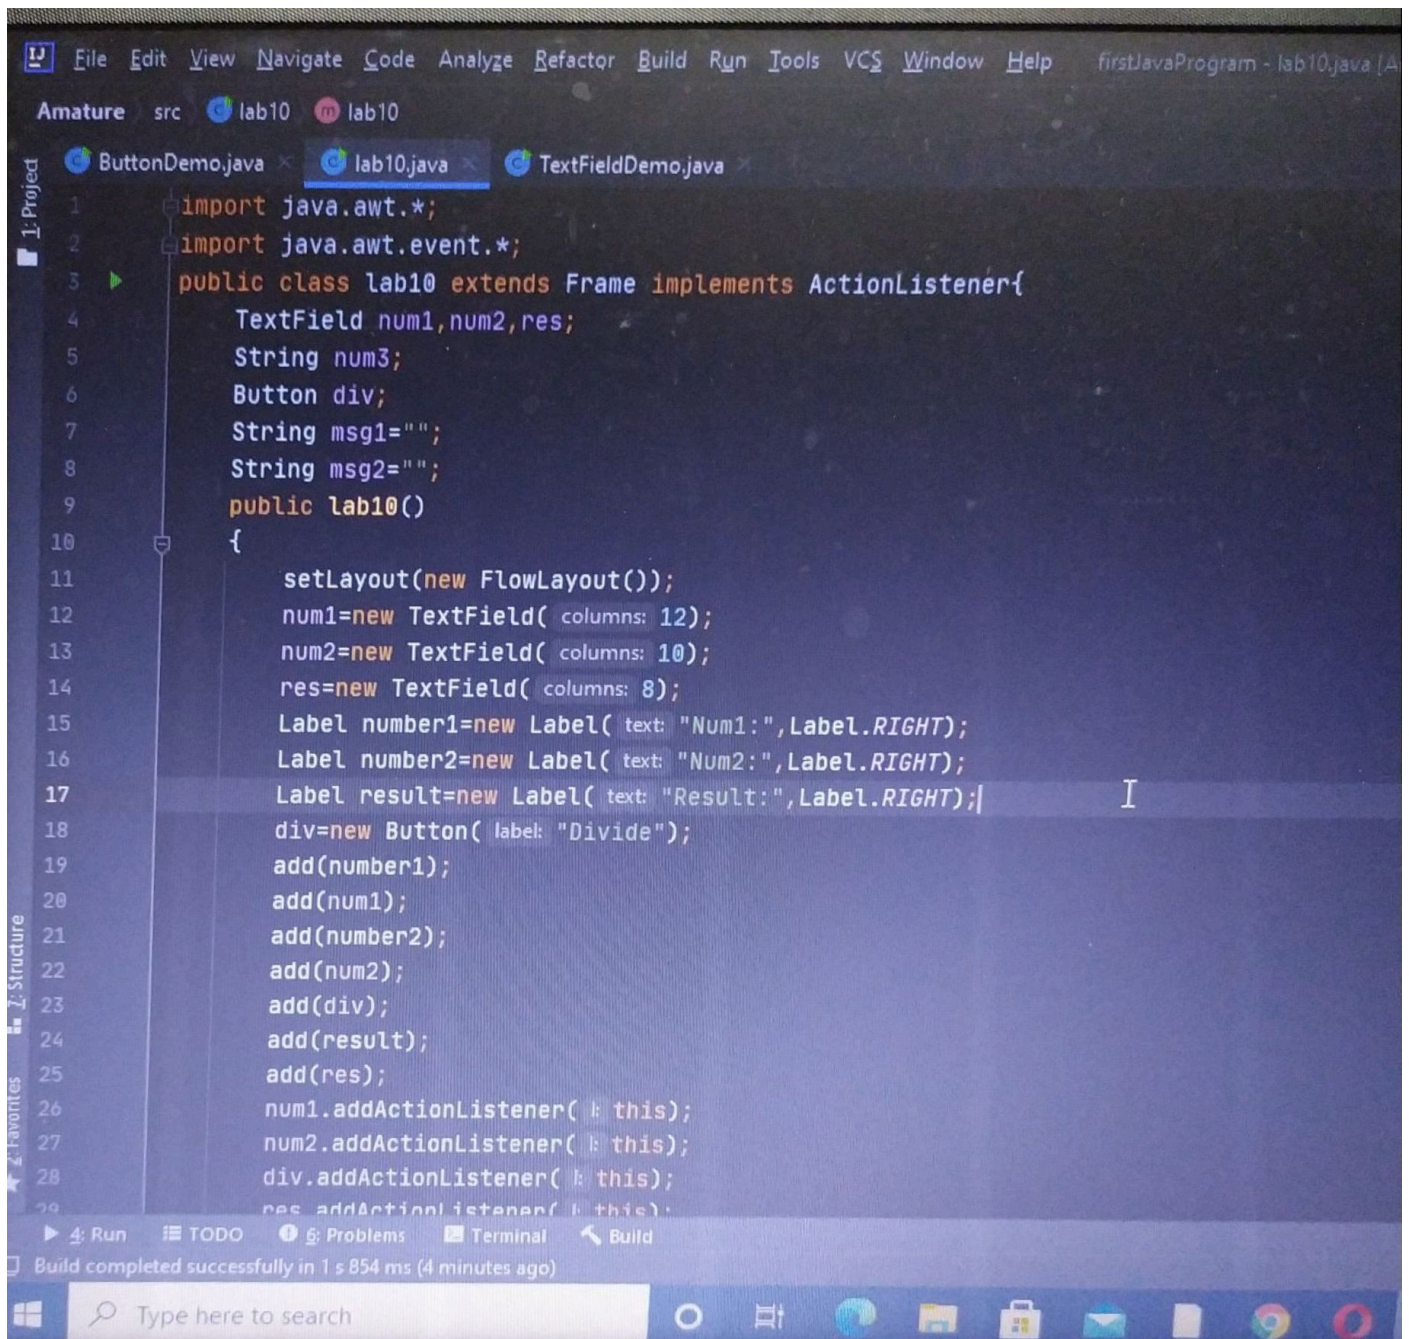 File Edit View Navigate Code Analyze Refactor Build Run Tools VCS Window Help firstJavaProgram - lab10.java [A
Amature src lab10 m lab10
ButtonDemo.java lab10.java TextFieldDemo.java
1: Project
1 import java.awt.*;
2 import java.awt.event.*;
3 public class lab10 extends Frame implements ActionListener{
4 TextField num1,num2,res;
5 String num3;
6 Button div;
7 String msg1="";
8 String msg2="";
9 public lab10()
10 {
11 setLayout(new FlowLayout());
12 num1=new TextField( columns: 12);
13 num2=new TextField( columns: 10);
14 res=new TextField( columns: 8);
15 Label number1=new Label( text: "Num1:",Label.RIGHT);
16 Label number2=new Label( text: "Num2:",Label.RIGHT);
17 Label result=new Label( text: "Result:",Label.RIGHT);
18 div=new Button( label: "Divide");
19 add(number1);
20 add(num1);
21 add(number2);
22 add(num2);
23 add(div);
24 add(result);
25 add(res);
26 num1.addActionListener( l: this);
27 num2.addActionListener( l: this);
28 div.addActionListener( l: this);
29 res.addActionListener( l: this);
7: Structure
2: Favorites
4: Run TODO 6: Problems Terminal Build
Build completed successfully in 1 s 854 ms (4 minutes ago)
Type here to search